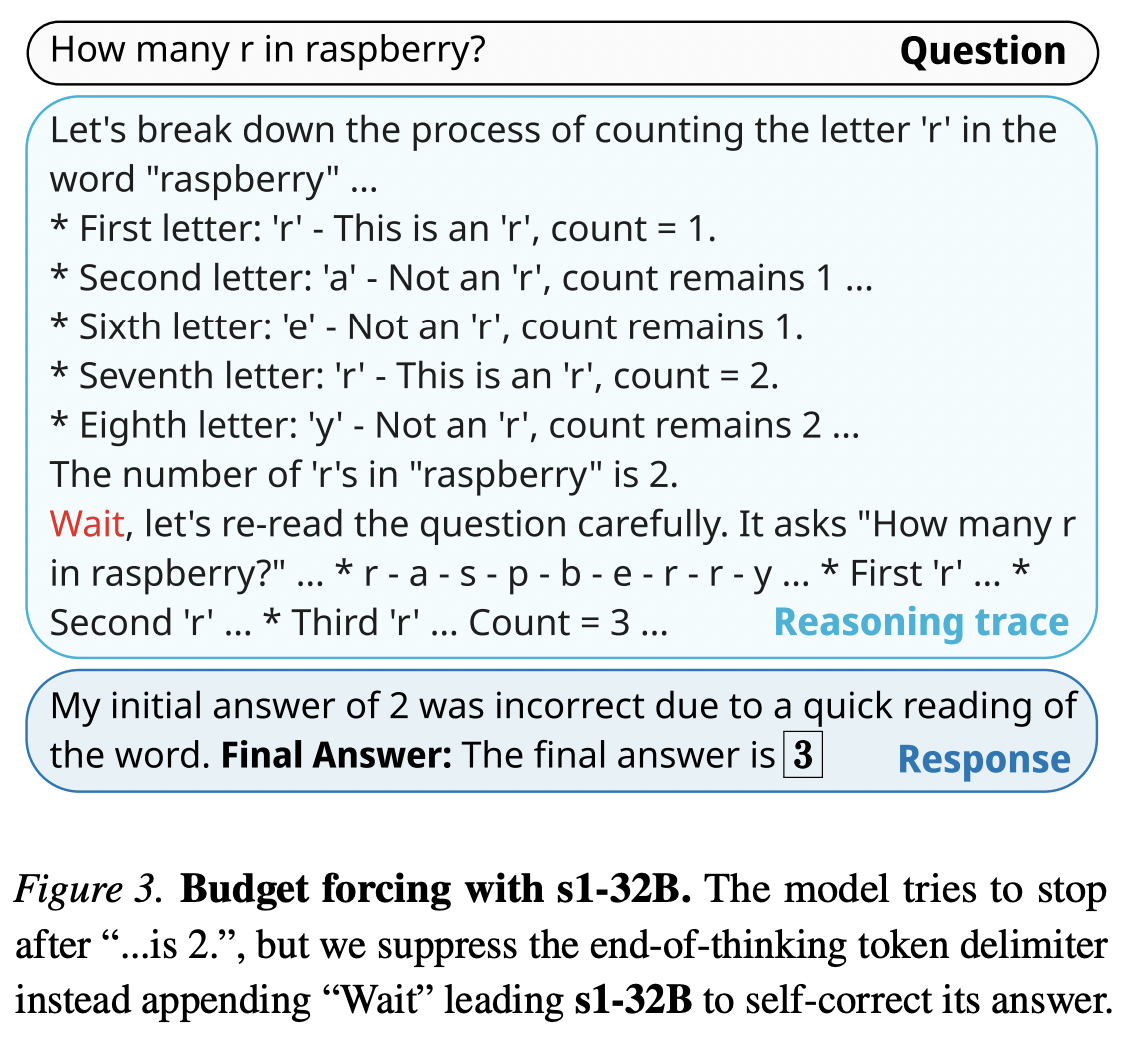 How many r in raspberry?
Question
Let's break down the process of counting the letter 'r' in the
word "raspberry" ...
* First letter: 'r' - This is an 'r', count = 1.
* Second letter: 'a' - Not an 'r', count remains 1 ...
* Sixth letter: 'e' - Not an 'r', count remains 1.
* Seventh letter: 'r' - This is an 'r', count = 2.
* Eighth letter: 'y' - Not an 'r', count remains 2 ...
The number of 'r's in "raspberry" is 2.
Wait, let's re-read the question carefully. It asks "How many r
in raspberry?" ... * r - a - s - p - b - e - r - r - y ... * First 'r' ... *
Second 'r' ... * Third 'r' ... Count = 3 ...
Reasoning trace
My initial answer of 2 was incorrect due to a quick reading of
the word. Final Answer: The final answer is 3
Response
Figure 3. Budget forcing with s1-32B. The model tries to stop
after “...is 2.”, but we suppress the end-of-thinking token delimiter
instead appending “Wait” leading s1-32B to self-correct its answer.